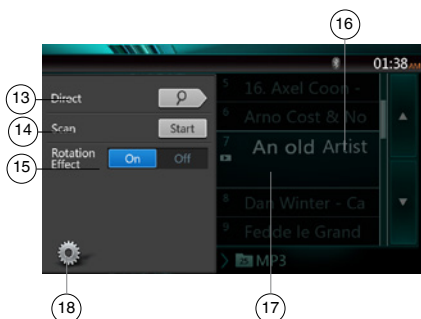 16
01:38 AM
13
Direct
5 16. Axel Coon -
14
Scan
Start
6 Arno Cost & No
15
Rotation
Effect
On
Off
7 An old Artist
8 Dan Winter - Ca
9 Fedde le Grand
MP3
18
17